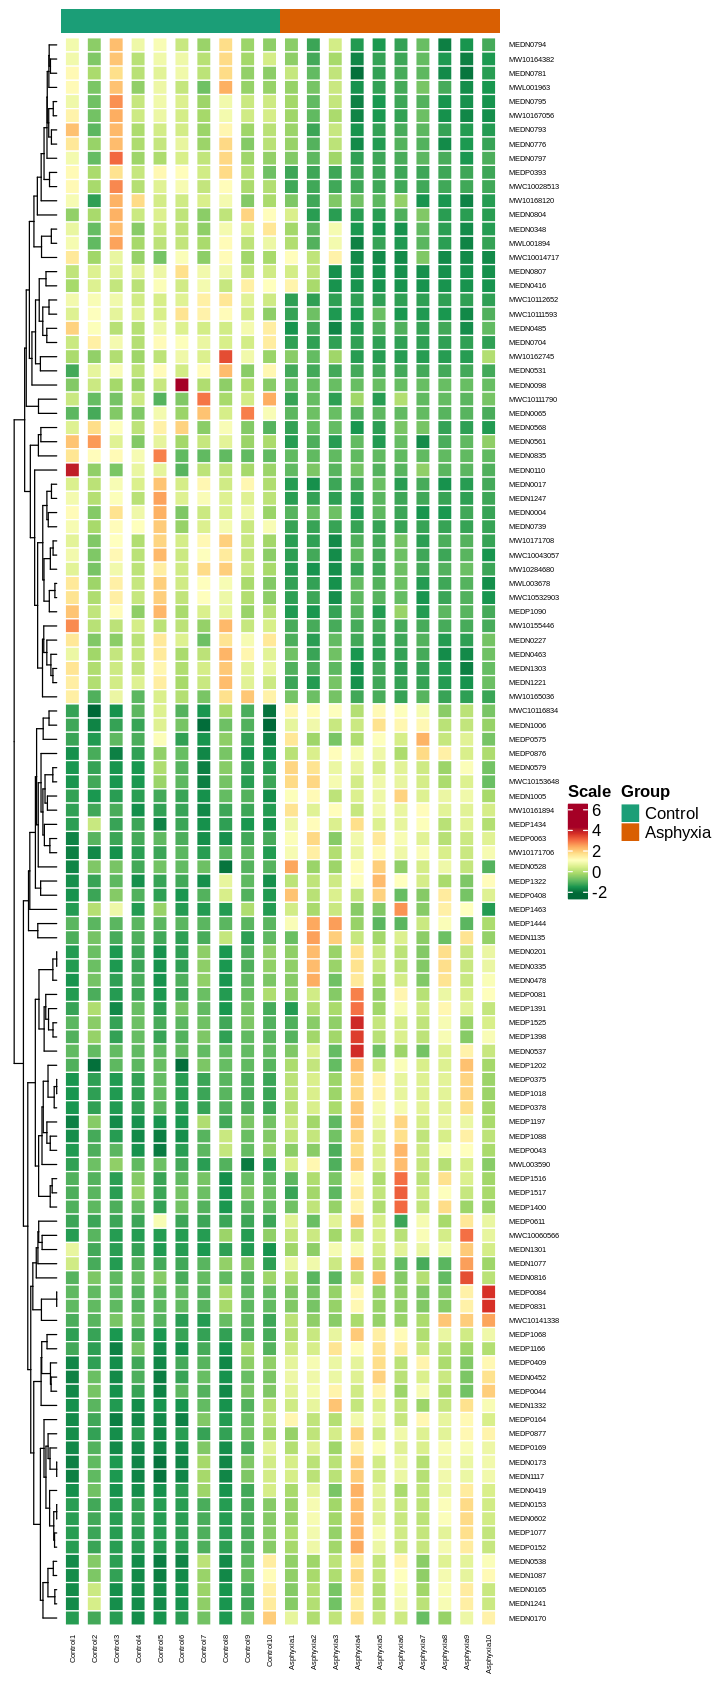 MEDN0794
MW10164382
MEDN0781
MWL001963
MEDN0795
MW10167056
MEDN0793
MEDN0776
MEDN0797
MEDP0393
MWC10028513
MW10168120
MEDN0804
MEDN0348
MWL001894
MWC10014717
MEDN0807
MEDN0416
MWC10112652
MWC10111593
MEDN0485
MEDN0704
MW10162745
MEDN0531
MEDN0098
MWC10111790
MEDN0065
MEDN0568
MEDN0561
MEDN0835
MEDN0110
MEDN0017
MEDN1247
MEDN0004
MEDN0739
MW10171708
MWC10043057
MW10284680
MWL003678
MWC10532903
MEDP1090
MW10155446
MEDN0227
MEDN0463
MEDN1303
MEDN1221
MW10165036
MWC10116834
MEDN1006
MEDP0575
MEDP0876
MEDN0579
MWC10153648
MEDN1005
MW10161894
MEDP1434
MEDP0063
MW10171706
MEDN0528
MEDP1322
MEDP0408
MEDP1463
MEDP1444
MEDN1135
MEDN0201
MEDN0335
MEDN0478
MEDP0081
MEDP1391
MEDP1525
MEDP1398
MEDN0537
MEDP1202
MEDP0375
MEDP1018
MEDP0378
MEDP1197
MEDP1088
MEDP0043
MWL003590
MEDP1516
MEDP1517
MEDP1400
MEDP0611
MWC10060566
MEDN1301
MEDN1077
MEDN0816
MEDP0084
MEDP0831
MWC10141338
MEDP1068
MEDP1166
MEDP0409
MEDN0452
MEDP0044
MEDN1332
MEDP0164
MEDP0877
MEDP0169
MEDN0173
MEDN1117
MEDN0419
MEDN0153
MEDN0602
MEDP1077
MEDP0152
MEDN0538
MEDN1087
MEDN0165
MEDN1241
MEDN0170
Control1
Control2
Control3
Control4
Control5
Control6
Control7
Control8
Control9
Control10
Asphyxia1
Asphyxia2
Asphyxia3
Asphyxia4
Asphyxia5
Asphyxia6
Asphyxia7
Asphyxia8
Asphyxia9
Asphyxia10
Scale
6
4
2
0
-2
Group
Control
Asphyxia